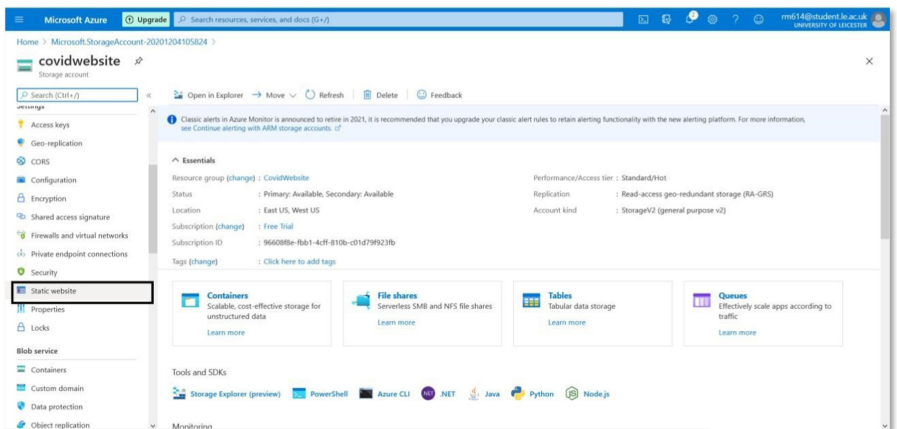 Microsoft Azure
Upgrade
Search resources, services, and docs (G+/)
2
rm614@student.le.ac.uk
UNIVERSITY OF LEICESTER
Home > Microsoft.StorageAccount-20201204105824 >
covidwebsite
Storage account
Search (Ctrl+/)
Open in Explorer
Move
Refresh
Delete
Feedback
Settings
Access keys
Geo-replication
CORS
Configuration
Encryption
Shared access signature
Firewalls and virtual networks
Private endpoint connections
Security
Static website
Properties
Locks
Blob service
Containers
Custom domain
Data protection
Object replication
Classic alerts in Azure Monitor is announced to retire in 2021, it is recommended that you upgrade your classic alert rules to retain alerting functionality with the new alerting platform. For more information,
see Continue alerting with ARM storage accounts.
Essentials
Resource group (change) : CovidWebsite
Status : Primary: Available, Secondary: Available
Location : East US, West US
Subscription (change) : Free Trial
Subscription ID : 96608f8e-fbb1-4cff-810b-c01d79f923fb
Tags (change) : Click here to add tags
Performance/Access tier : Standard/Hot
Replication : Read-access geo-redundant storage (RA-GRS)
Account kind : StorageV2 (general purpose v2)
Containers
Scalable, cost-effective storage for
unstructured data
Learn more
File shares
Serverless SMB and NFS file shares
Learn more
Tables
Tabular data storage
Learn more
Queues
Effectively scale apps according to
traffic
Learn more
Tools and SDKs
Storage Explorer (preview)
PowerShell
Azure CLI
NET
.NET
Java
Python
Node.js
Monitoring